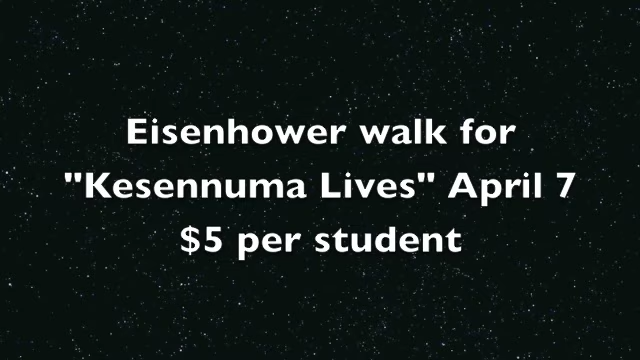 Eisenhower walk for
"Kesennuma Lives" April 7
$5 per student